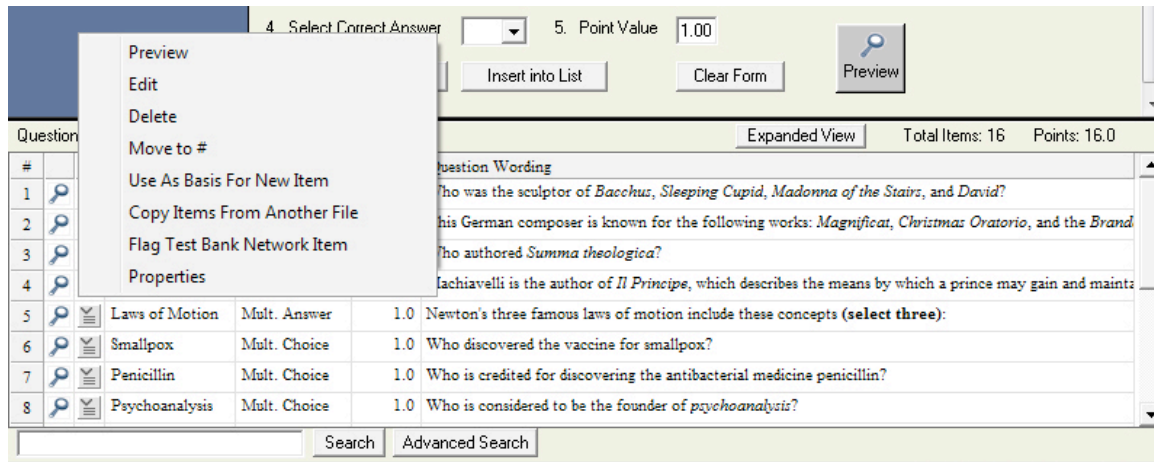 4. Select Correct Answer 5. Point Value 1.00
Insert into List Clear Form Preview
Preview
Edit
Delete
Move to #
Use As Basis For New Item
Copy Items From Another File
Flag Test Bank Network Item
Properties
Question Expanded View Total Items: 16 Points: 16.0
# Question Wording
1 Who was the sculptor of Bacchus, Sleeping Cupid, Madonna of the Stairs, and David?
2 This German composer is known for the following works: Magnificat, Christmas Oratorio, and the Brand
3 Who authored Summa theologica?
4 Machiavelli is the author of Il Principe, which describes the means by which a prince may gain and mainta
5 Laws of Motion Mult. Answer 1.0 Newton's three famous laws of motion include these concepts (select three):
6 Smallpox Mult. Choice 1.0 Who discovered the vaccine for smallpox?
7 Penicillin Mult. Choice 1.0 Who is credited for discovering the antibacterial medicine penicillin?
8 Psychoanalysis Mult. Choice 1.0 Who is considered to be the founder of psychoanalysis?
Search Advanced Search